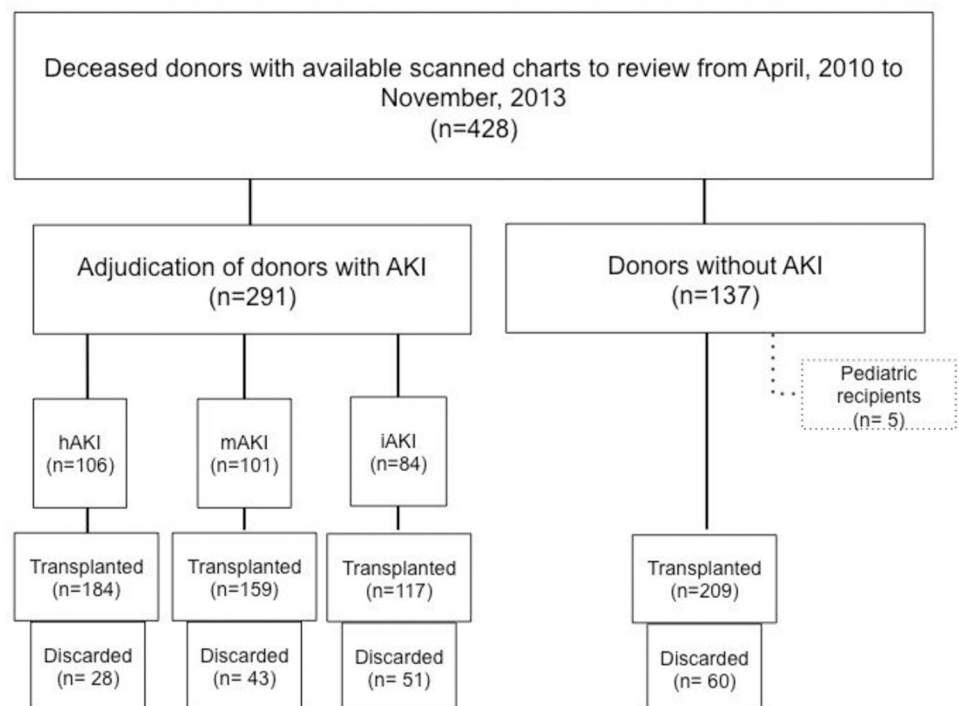 Deceased donors with available scanned charts to review from April, 2010 to
November, 2013
(n=428)
Adjudication of donors with AKI
(n=291)
Donors without AKI
(n=137)
Pediatric
recipients
(n= 5)
hAKI
(n=106)
mAKI
(n=101)
iAKI
(n=84)
Transplanted
(n=184)
Transplanted
(n=159)
Transplanted
(n=117)
Transplanted
(n=209)
Discarded
(n= 28)
Discarded
(n= 43)
Discarded
(n= 51)
Discarded
(n= 60)